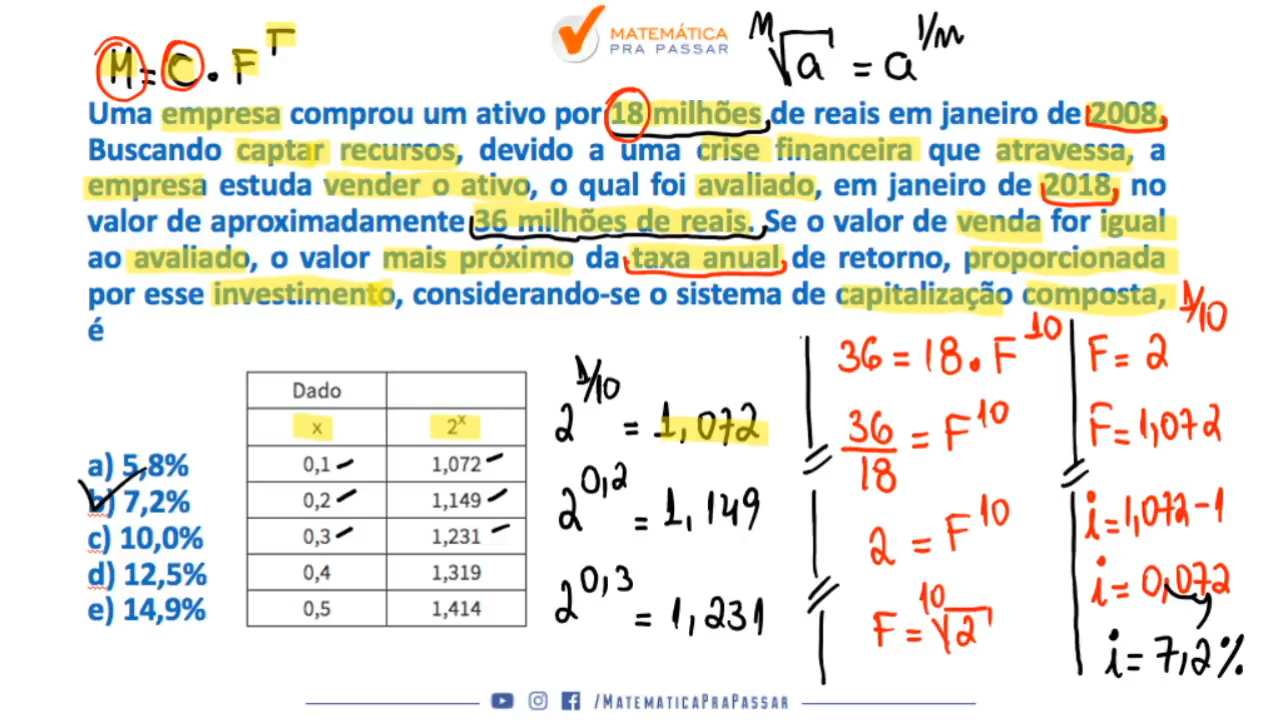 MATEMÁTICA
PRA PASSAR
M = C . F^T
ᴹ√a = a^1/M
Uma empresa comprou um ativo por 18 milhões de reais em janeiro de 2008.
Buscando captar recursos, devido a uma crise financeira que atravessa, a
empresa estuda vender o ativo, o qual foi avaliado, em janeiro de 2018, no
valor de aproximadamente 36 milhões de reais. Se o valor de venda for igual
ao avaliado, o valor mais próximo da taxa anual de retorno, proporcionada
por esse investimento, considerando-se o sistema de capitalização composta,
é
a) 5,8%
b) 7,2%
c) 10,0%
d) 12,5%
e) 14,9%
Dado
x 2^x
0,1 1,072
0,2 1,149
0,3 1,231
0,4 1,319
0,5 1,414
2^1/10 = 1,072
2^0,2 = 1,149
2^0,3 = 1,231
36 = 18 . F^10
36/18 = F^10
2 = F^10
F = ¹⁰√2
F = 2^1/10
F = 1,072
i = 1,072 - 1
i = 0,072
i = 7,2%
/MatematicaPraPassar